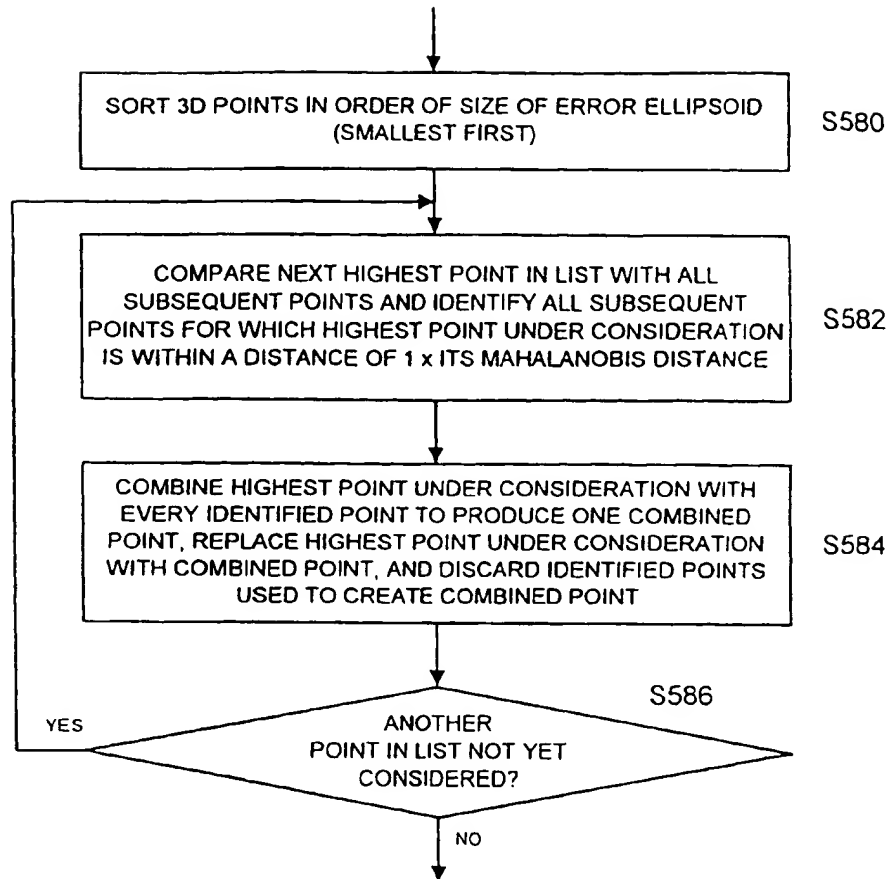 SORT 3D POINTS IN ORDER OF SIZE OF ERROR ELLIPSOID
(SMALLEST FIRST)
S580
COMPARE NEXT HIGHEST POINT IN LIST WITH ALL
SUBSEQUENT POINTS AND IDENTIFY ALL SUBSEQUENT
POINTS FOR WHICH HIGHEST POINT UNDER CONSIDERATION
IS WITHIN A DISTANCE OF 1 x ITS MAHALANOBIS DISTANCE
S582
COMBINE HIGHEST POINT UNDER CONSIDERATION WITH
EVERY IDENTIFIED POINT TO PRODUCE ONE COMBINED
POINT, REPLACE HIGHEST POINT UNDER CONSIDERATION
WITH COMBINED POINT, AND DISCARD IDENTIFIED POINTS
USED TO CREATE COMBINED POINT
S584
S586
YES
ANOTHER
POINT IN LIST NOT YET
CONSIDERED?
NO